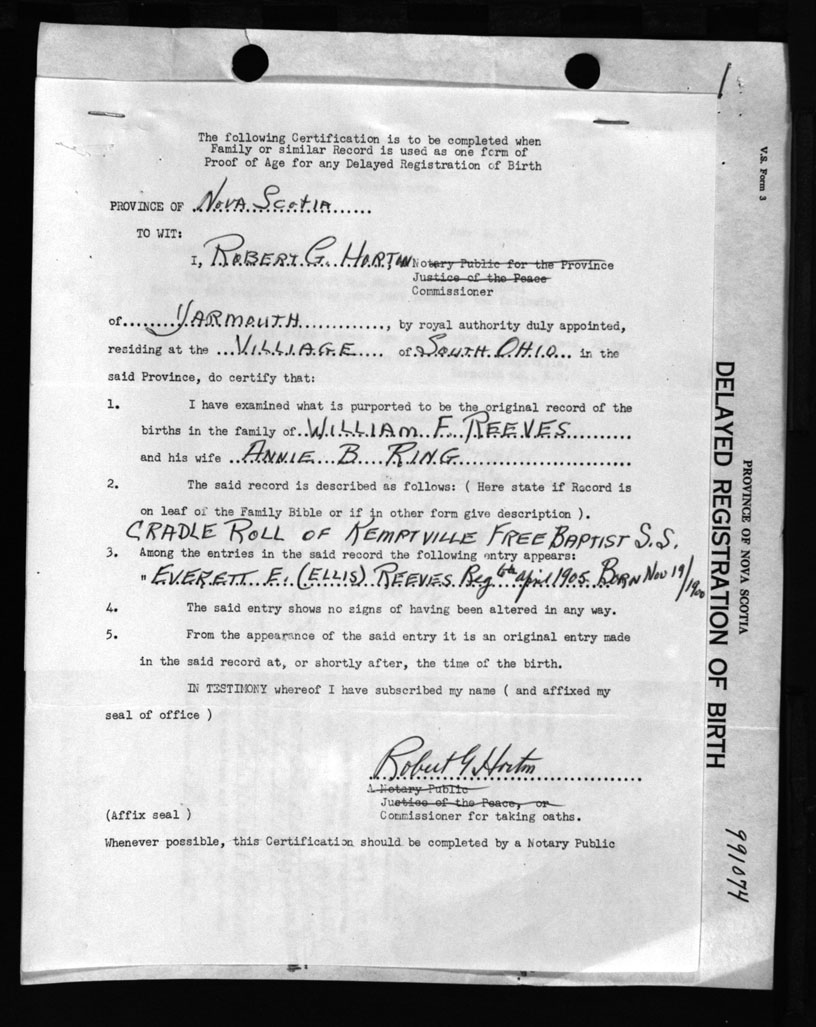 The following Certification is to be completed when
Family or similar Record is used as one form of
Proof of Age for any Delayed Registration of Birth
PROVINCE OF ..NOVA SCOTIA......
TO WIT:
I, ROBERT G. HORTON Notary Public for the Province
Justice of the Peace
Commissioner
of........YARMOUTH.............., by royal authority duly appointed,
residing at the ...VILLIAGE.... of.SOUTH OHIO... in the
said Province, do certify that:
1. I have examined what is purported to be the original record of the
births in the family of..WILLIAM F. REEVES..........
and his wife ..ANNIE B. RING..........................
2. The said record is described as follows: ( Here state if Record is
on leaf of the Family Bible or if in other form give description ).
CRADLE ROLL OF KEMPTVILLE FREE BAPTIST S.S.
3. Among the entries in the said record the following entry appears:
" EVERETT E. (ELLIS) REEVES Reg 6th April 1905. BORN Nov 19/1900
4. The said entry shows no signs of having been altered in any way.
5. From the appearance of the said entry it is an original entry made
in the said record at, or shortly after, the time of the birth.
IN TESTIMONY whereof I have subscribed my name ( and affixed my
seal of office )
Robert G Horton
A Notary Public
Justice of the Peace, or
(Affix seal ) Commissioner for taking oaths.
Whenever possible, this Certification should be completed by a Notary Public
V.S. Form 3
PROVINCE OF NOVA SCOTIA
DELAYED REGISTRATION OF BIRTH
991074